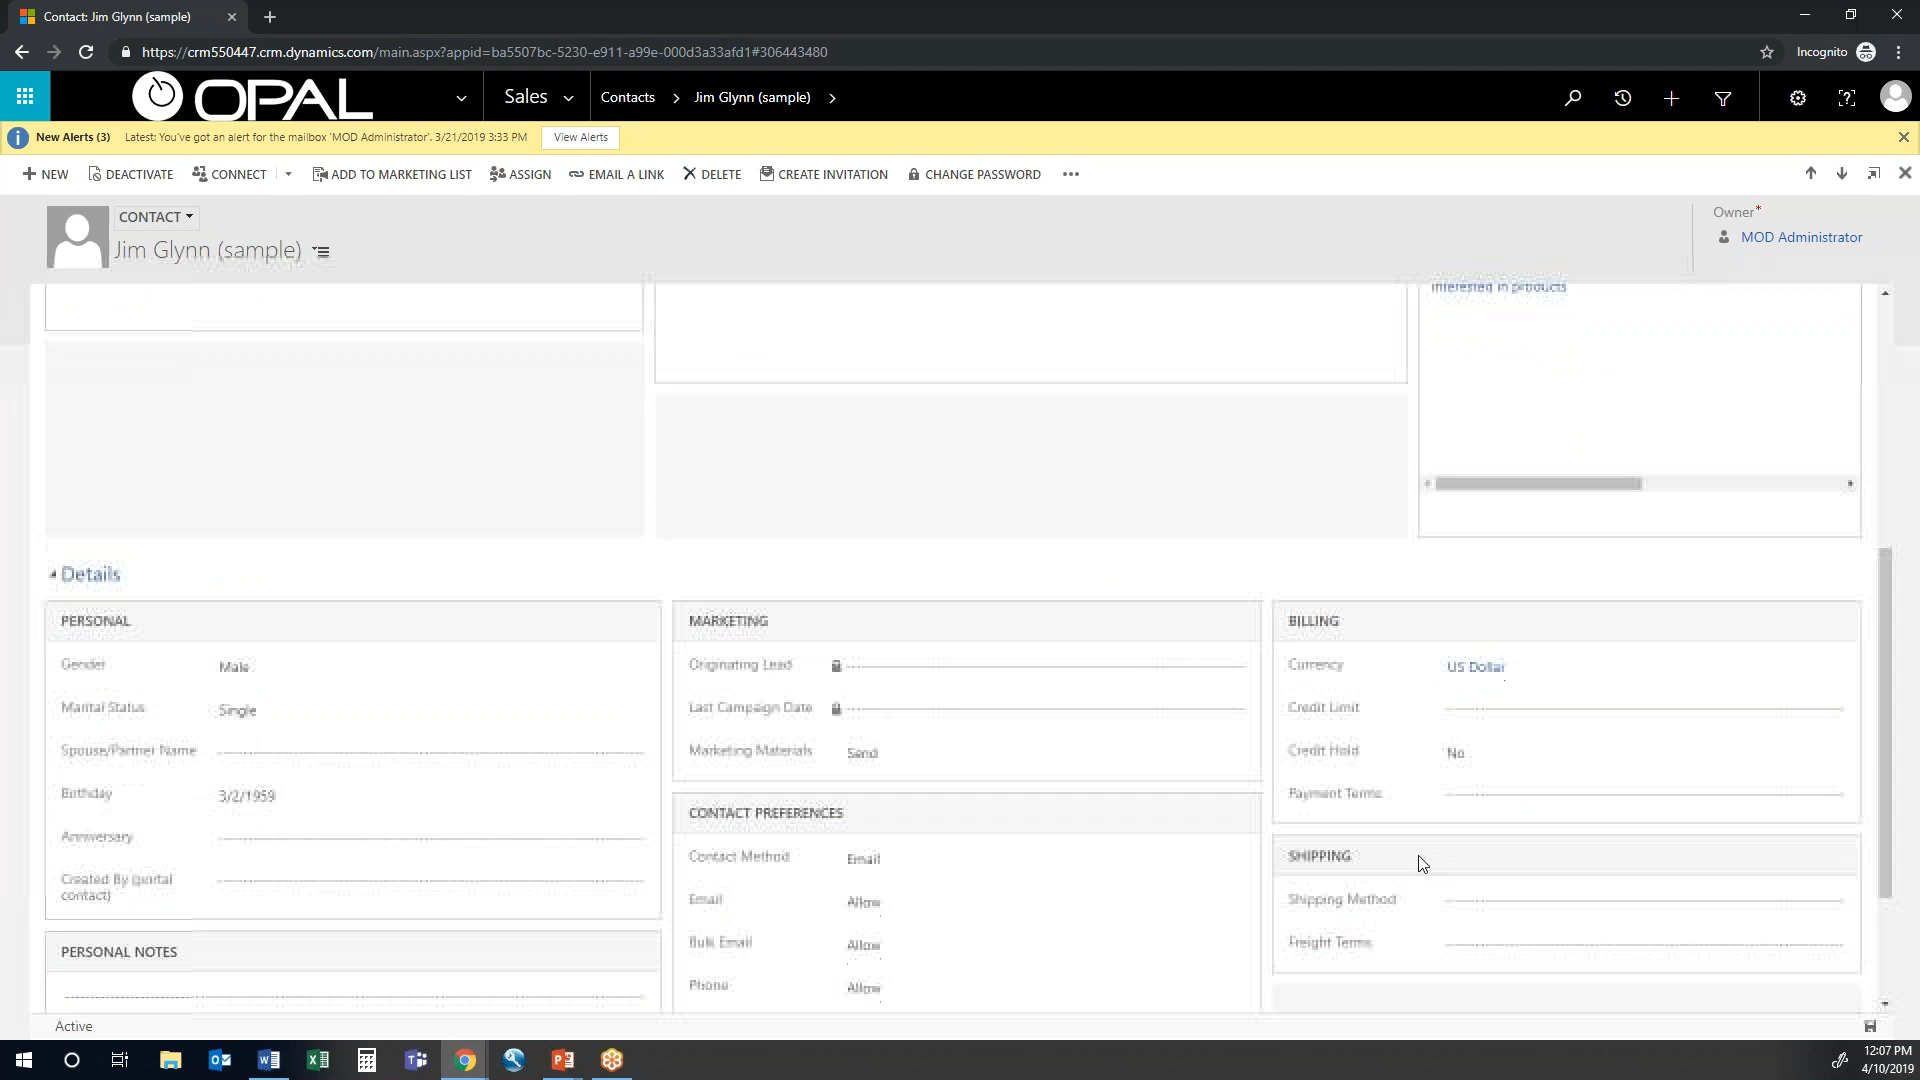 Contact: Jim Glynn (sample)
https://crm550447.crm.dynamics.com/main.aspx?appid=ba5507bc-5230-e911-a99e-000d3a33afd1#306443480
Incognito
OPAL
Sales
Contacts > Jim Glynn (sample) >
New Alerts (3) Latest: You've got an alert for the mailbox 'MOD Administrator'. 3/21/2019 3:33 PM View Alerts
NEW DEACTIVATE CONNECT ADD TO MARKETING LIST ASSIGN EMAIL A LINK DELETE CREATE INVITATION CHANGE PASSWORD
CONTACT
Jim Glynn (sample)
Owner*
MOD Administrator
Interested in products
Details
PERSONAL
Gender Male
Marital Status Single
Spouse/Partner Name
Birthday 3/2/1959
Anniversary
Created By (portal
contact)
PERSONAL NOTES
MARKETING
Originating Lead
Last Campaign Date
Marketing Materials Send
CONTACT PREFERENCES
Contact Method Email
Email Allow
Bulk Email Allow
Phone Allow
BILLING
Currency US Dollar
Credit Limit
Credit Hold No
Payment Terms
SHIPPING
Shipping Method
Freight Terms
Active
12:07 PM
4/10/2019